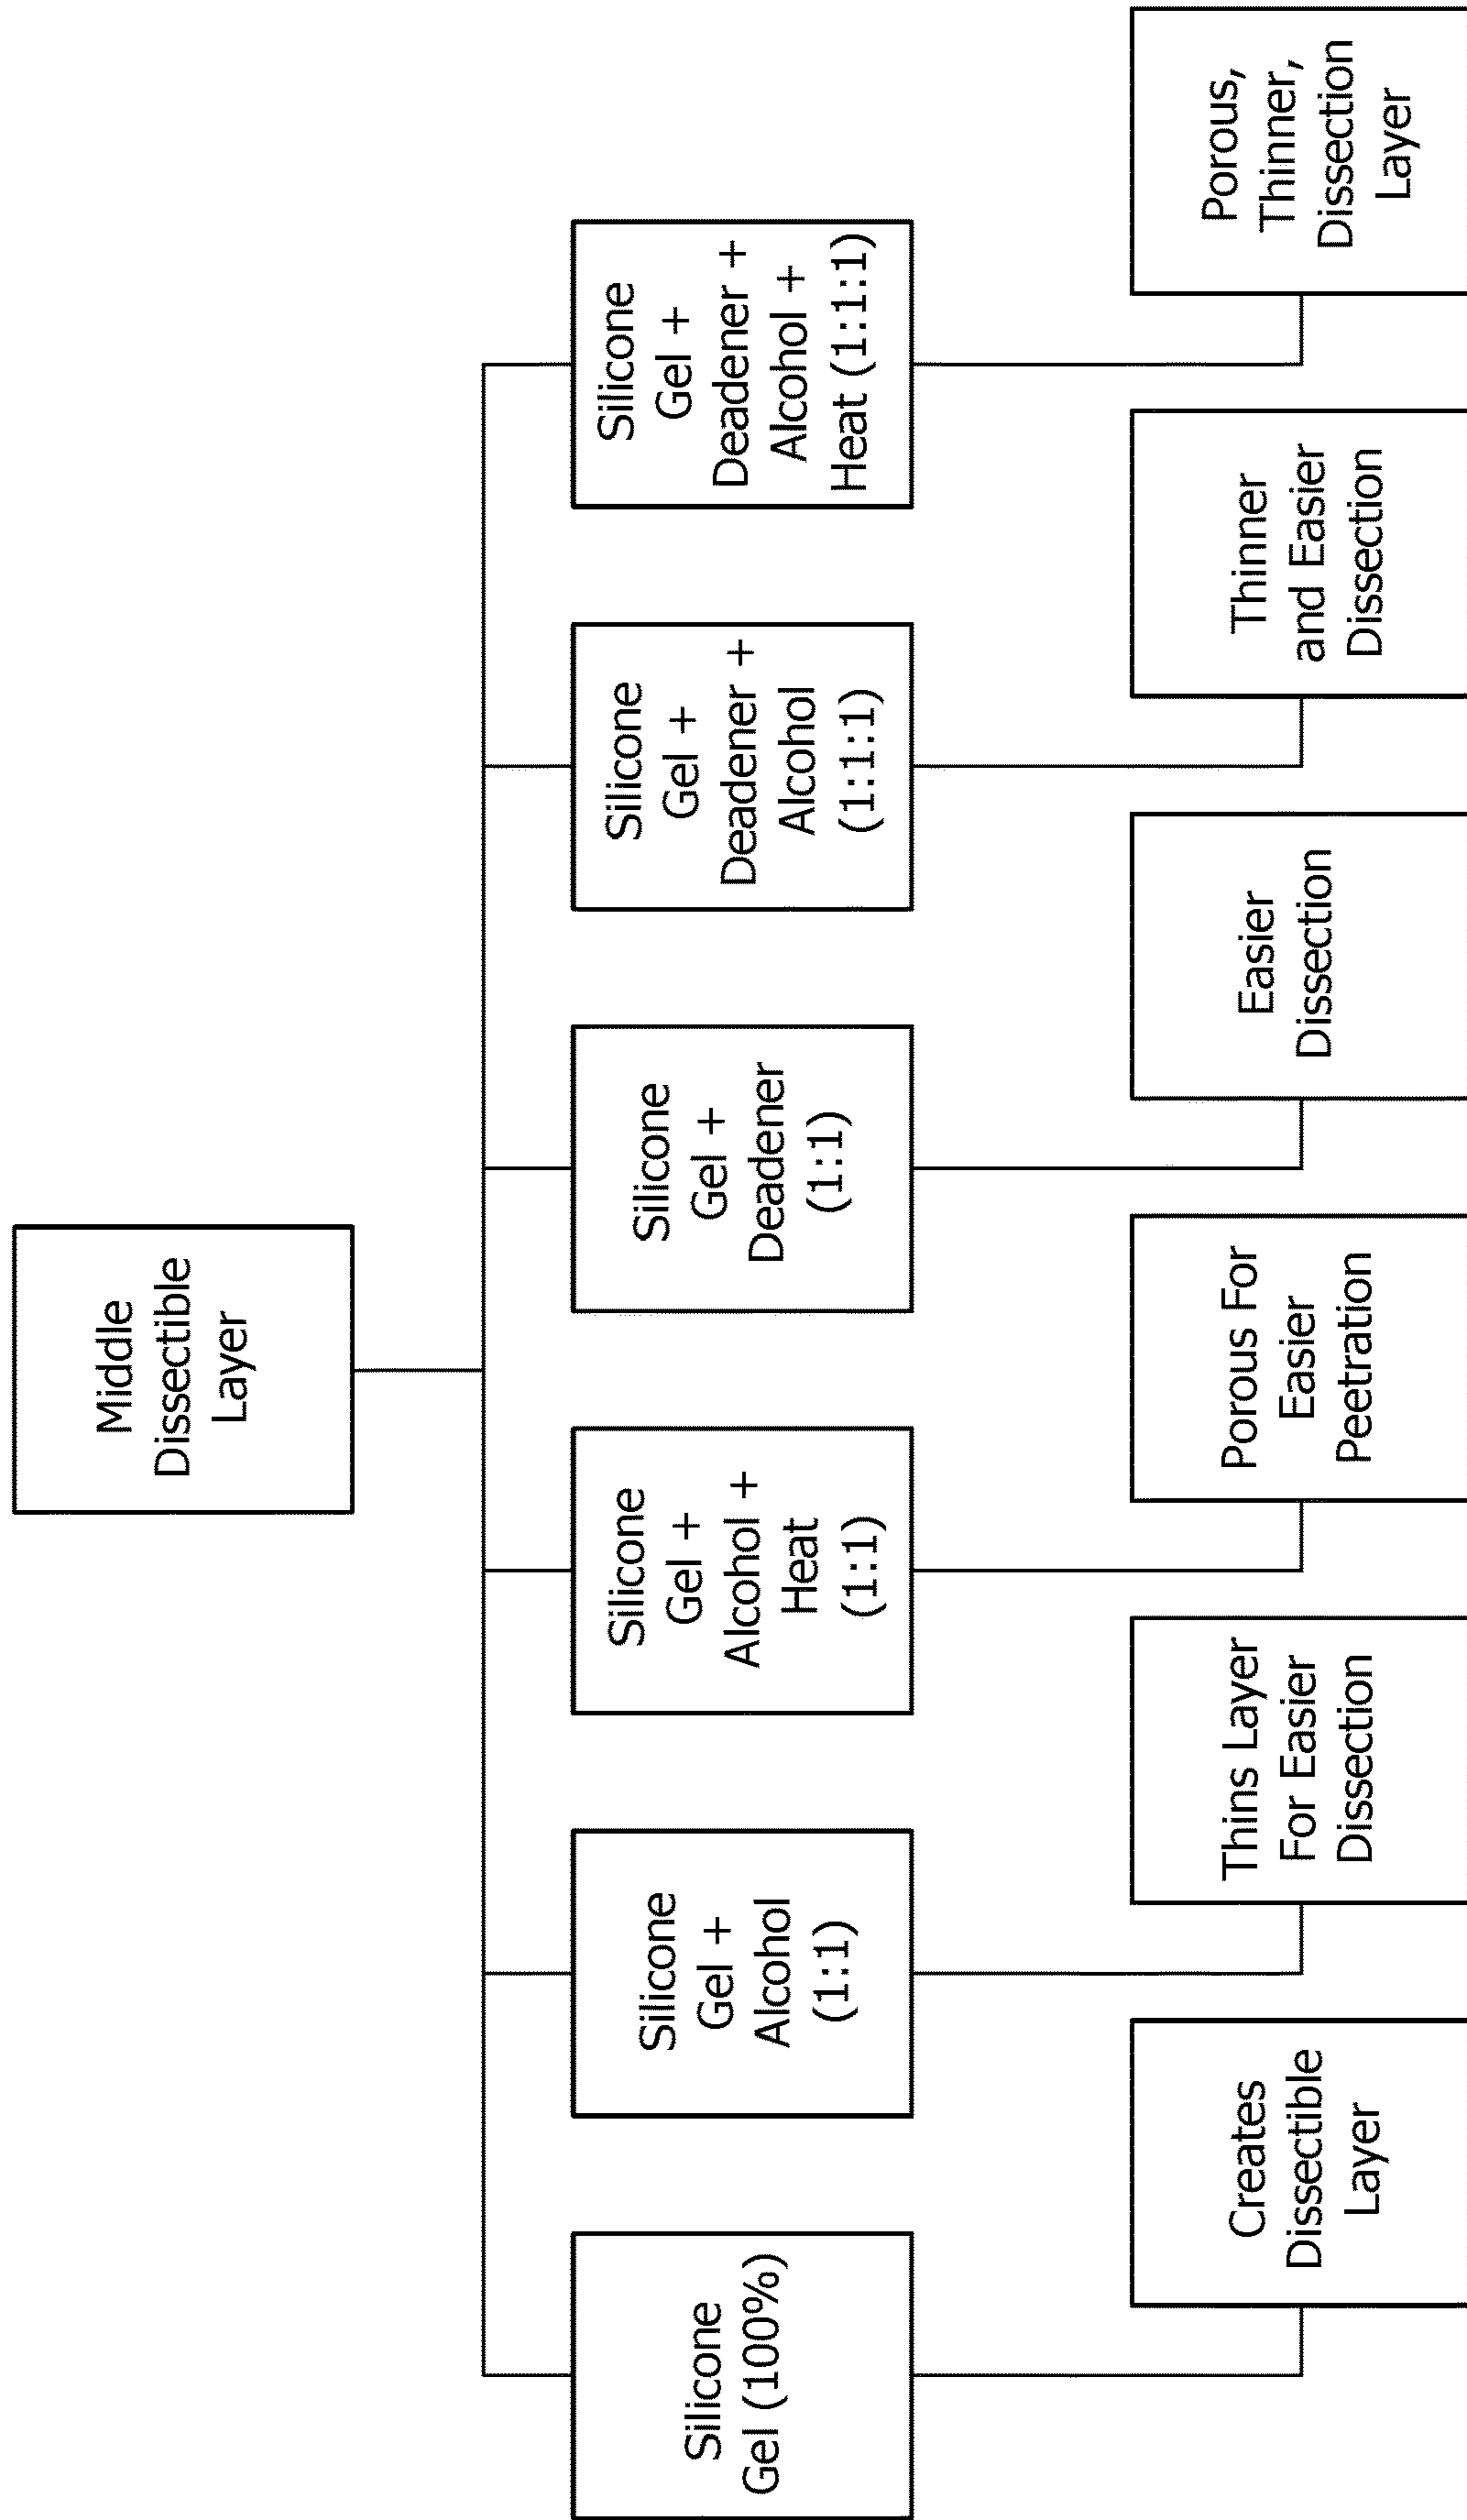 Middle
Dissectible
Layer
Silicone
Gel (100%)
Silicone
Gel +
Alcohol
(1:1)
Silicone
Gel +
Alcohol +
Heat
(1:1)
Silicone
Gel +
Deadener
(1:1)
Silicone
Gel +
Deadener +
Alcohol
(1:1:1)
Silicone
Gel +
Deadener +
Alcohol +
Heat (1:1:1)
Creates
Dissectible
Layer
Thins Layer
For Easier
Dissection
Porous For
Easier
Peetration
Easier
Dissection
Thinner
and Easier
Dissection
Porous,
Thinner,
Dissection
Layer